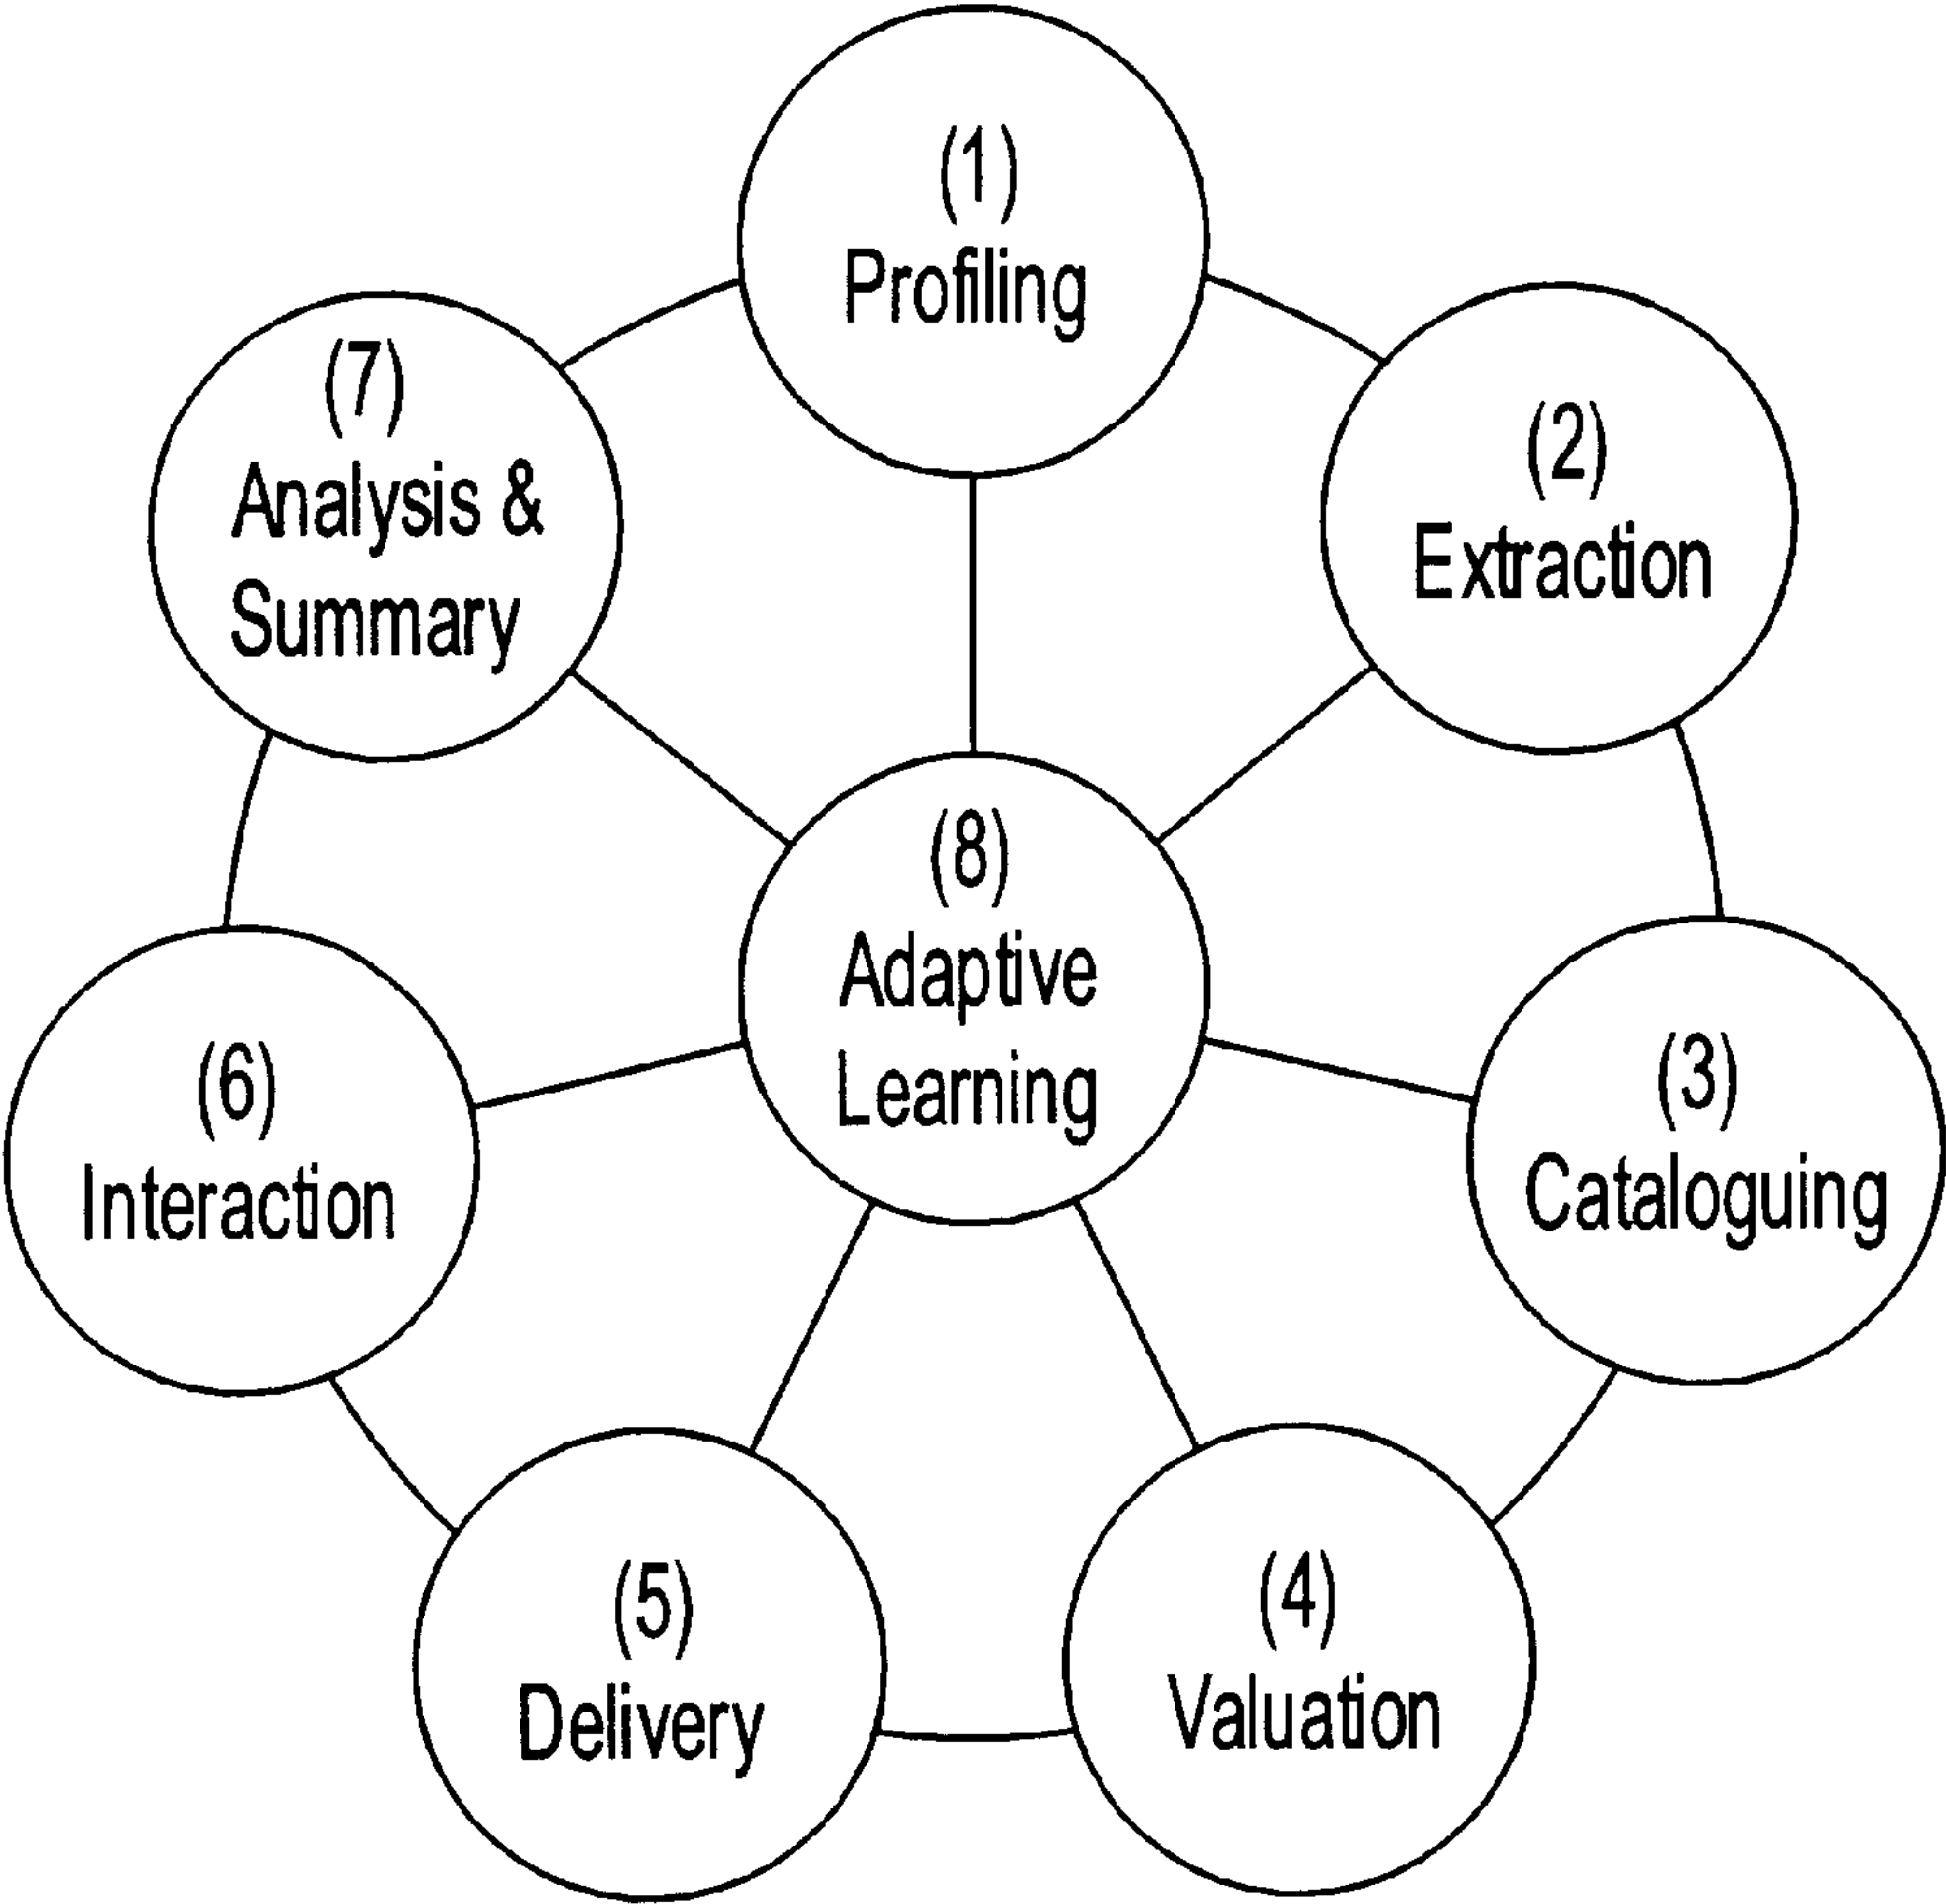 (1)
Profiling
(2)
Extraction
(3)
Cataloguing
(4)
Valuation
(5)
Delivery
(6)
Interaction
(7)
Analysis &
Summary
(8)
Adaptive
Learning